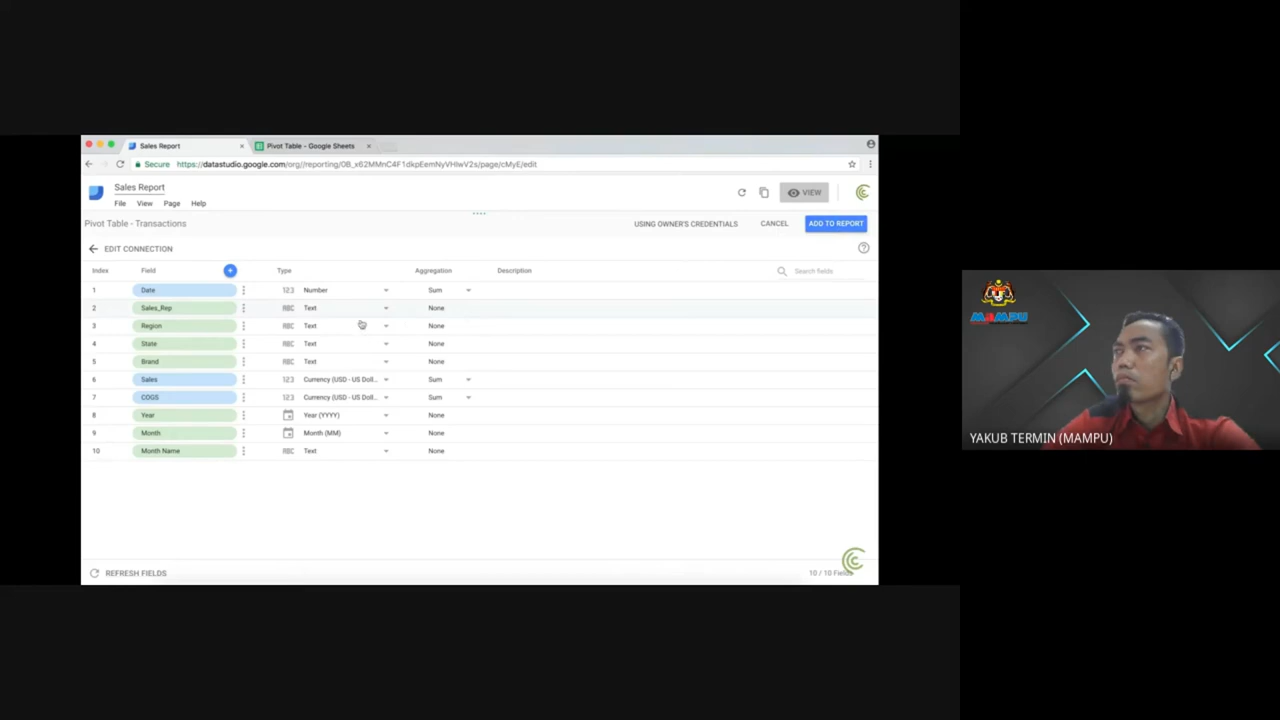 Sales Report
Pivot Table - Google Sheets
Secure
https://datastudio.google.com/org//reporting/0B_x62MMnC4F1dkpEemNyVHlwV2s/page/cMyE/edit
Sales Report
File View Page Help
VIEW
Pivot Table - Transactions
USING OWNER'S CREDENTIALS CANCEL ADD TO REPORT
EDIT CONNECTION
Index Field Type Aggregation Description Search fields
1 Date 123 Number Sum
2 Sales_Rep ABC Text None
3 Region ABC Text None
4 State ABC Text None
5 Brand ABC Text None
6 Sales 123 Currency (USD - US Doll... Sum
7 COGS 123 Currency (USD - US Doll... Sum
8 Year Year (YYYY) None
9 Month Month (MM) None
10 Month Name ABC Text None
REFRESH FIELDS
10 / 10 Fields
MAMPU
YAKUB TERMIN (MAMPU)